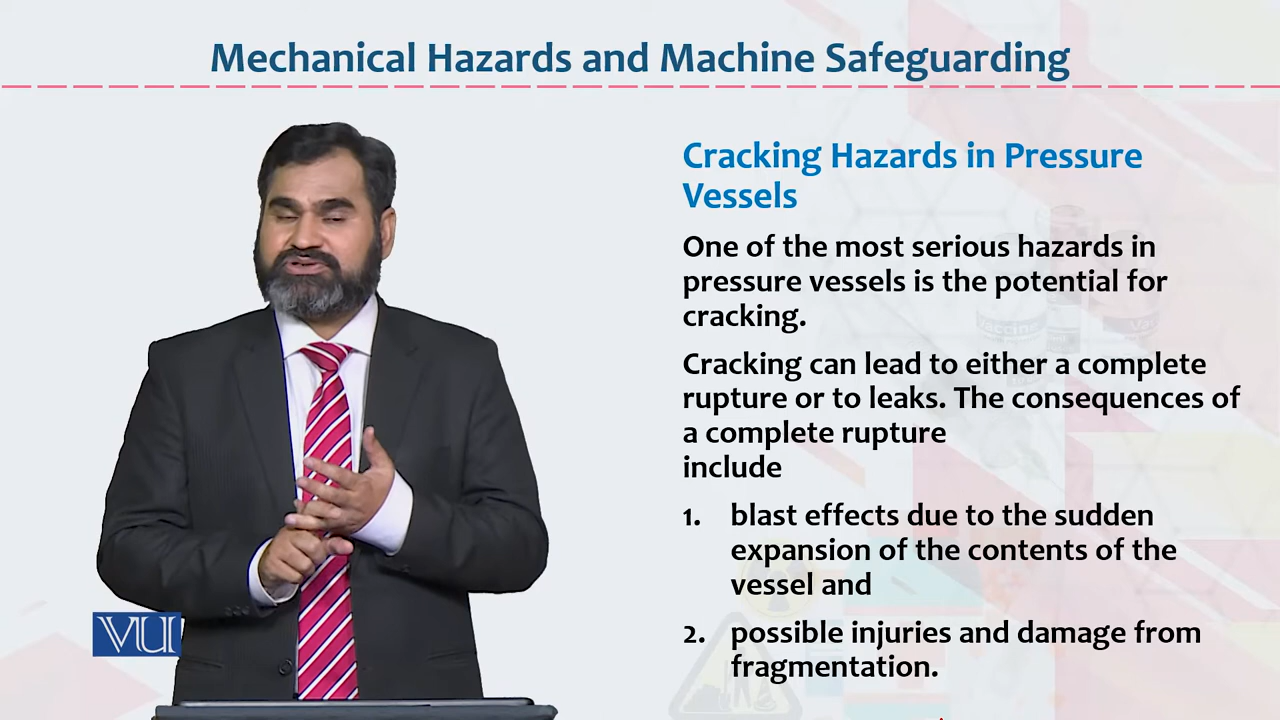 Mechanical Hazards and Machine Safeguarding
Cracking Hazards in Pressure
Vessels
One of the most serious hazards in
pressure vessels is the potential for
cracking.
Cracking can lead to either a complete
rupture or to leaks. The consequences of
a complete rupture
include
1. blast effects due to the sudden
expansion of the contents of the
vessel and
2. possible injuries and damage from
fragmentation.
VU
vaccine